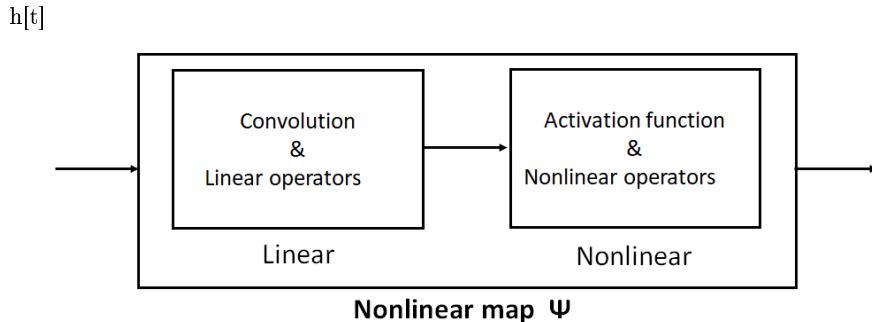 h[t]
Convolution
&
Linear operators
Activation function
&
Nonlinear operators
Linear
Nonlinear
Nonlinear map Ψ